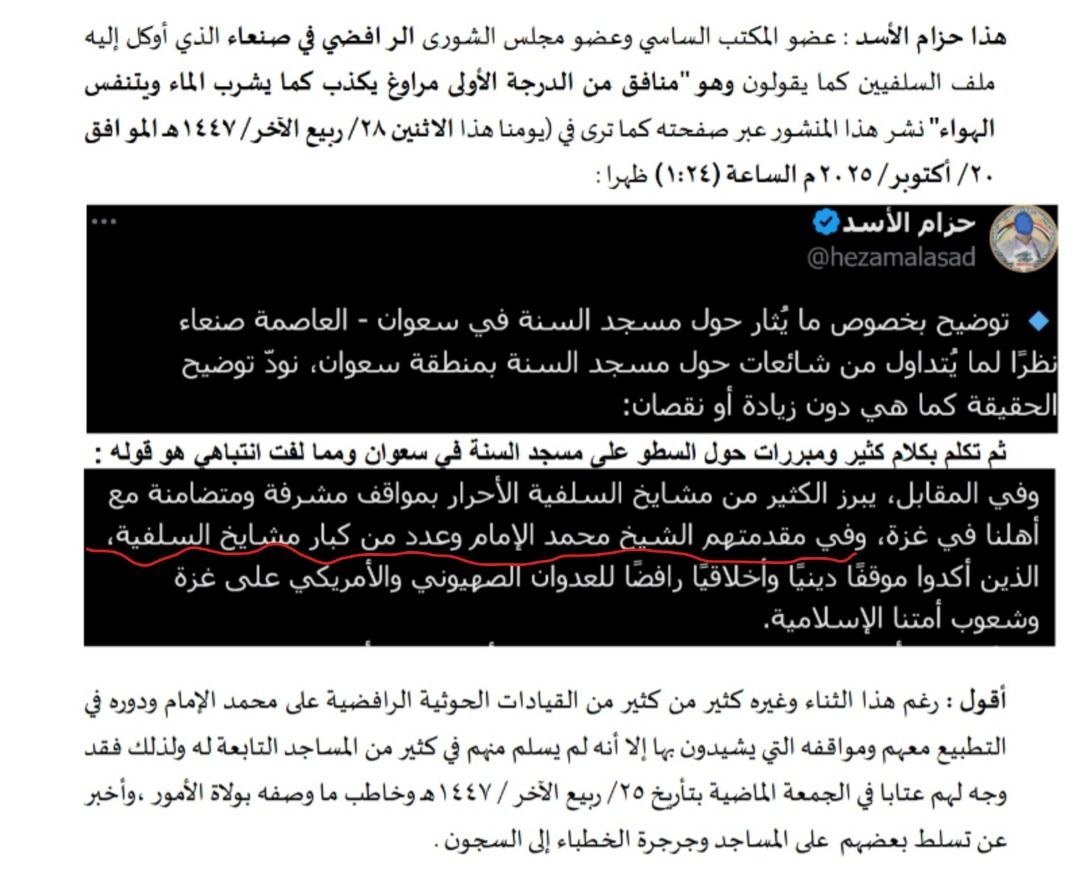 هذا حزام الأسد : عضو المكتب الساسي وعضو مجلس الشورى الرافضي في صنعاء الذي أوكل إليه
ملف السلفيين كما يقولون وهو "منافق من الدرجة الأولى مراوغ يكذب كما يشرب الماء ويتنفس
الهواء" نشر هذا المنشور عبر صفحته كما ترى في (يومنا هذا الاثنين ٢٨/ ربيع الآخر/ ١٤٤٧هـ الموافق
٢٠/ أكتوبر/ ٢٠٢٥م الساعة (١:٢٤) ظهرا :
حزام الأسد
@hezamalasad
توضيح بخصوص ما يُثار حول مسجد السنة في سعوان - العاصمة صنعاء
نظرًا لما يُتداول من شائعات حول مسجد السنة بمنطقة سعوان، نودّ توضيح
الحقيقة كما هي دون زيادة أو نقصان:
ثم تكلم بكلام كثير ومبررات حول السطو على مسجد السنة في سعوان ومما لفت انتباهي هو قوله :
وفي المقابل، يبرز الكثير من مشايخ السلفية الأحرار بمواقف مشرفة ومتضامنة مع
أهلنا في غزة، وفي مقدمتهم الشيخ محمد الإمام وعدد من كبار مشايخ السلفية،
الذين أكدوا موقفًا دينيًا وأخلاقيًا رافضًا للعدوان الصهيوني والأمريكي على غزة
وشعوب أمتنا الإسلامية.
أقول : رغم هذا الثناء وغيره كثير من كثير من القيادات الحوثية الرافضية على محمد الإمام ودوره في
التطبيع معهم ومواقفه التي يشيدون بها إلا أنه لم يسلم منهم في كثير من المساجد التابعة له ولذلك فقد
وجه لهم عتابا في الجمعة الماضية بتأريخ ٢٥/ ربيع الآخر / ١٤٤٧هـ وخاطب ما وصفه بولاة الأمور ،وأخبر
عن تسلط بعضهم على المساجد وجرجرة الخطباء إلى السجون .